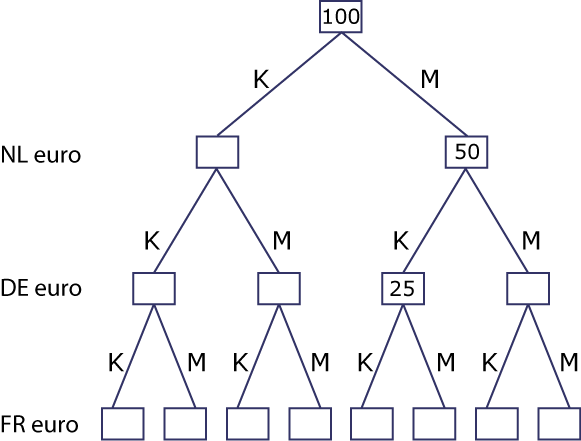 100
K M
NL euro 50
K M K M
DE euro 25
K M K M K M K M
FR euro